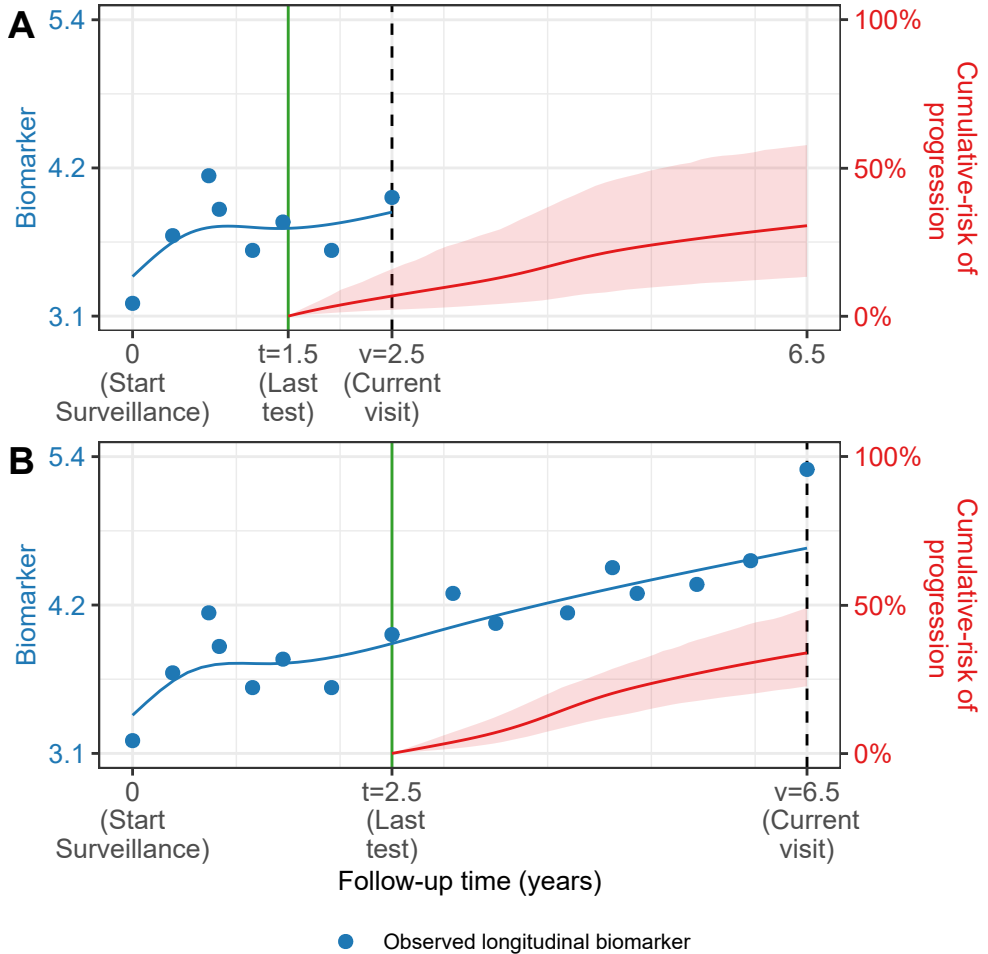 A
5.4
4.2
3.1
Biomarker
100%
50%
0%
Cumulative-risk of
progression
0
(Start
Surveillance)
t=1.5
(Last
test)
v=2.5
(Current
visit)
6.5
B
5.4
4.2
3.1
Biomarker
100%
50%
0%
Cumulative-risk of
progression
0
(Start
Surveillance)
t=2.5
(Last
test)
v=6.5
(Current
visit)
Follow-up time (years)
Observed longitudinal biomarker